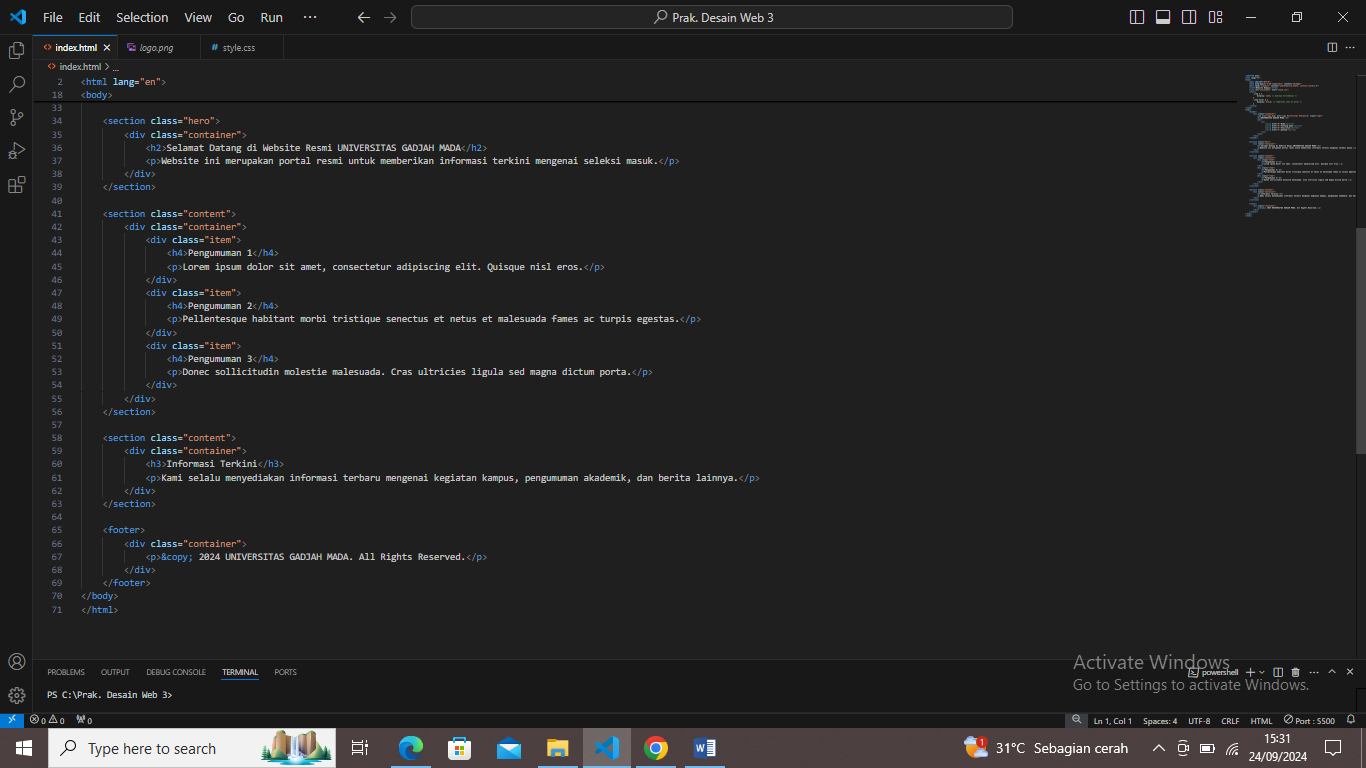 File Edit Selection View Go Run ··· Prak. Desain Web 3
index.html logo.png # style.css
index.html > ...
2 <html lang="en">
18 <body>
33
34 <section class="hero">
35 <div class="container">
36 <h2>Selamat Datang di Website Resmi UNIVERSITAS GADJAH MADA</h2>
37 <p>Website ini merupakan portal resmi untuk memberikan informasi terkini mengenai seleksi masuk.</p>
38 </div>
39 </section>
40
41 <section class="content">
42 <div class="container">
43 <div class="item">
44 <h4>Pengumuman 1</h4>
45 <p>Lorem ipsum dolor sit amet, consectetur adipiscing elit. Quisque nisl eros.</p>
46 </div>
47 <div class="item">
48 <h4>Pengumuman 2</h4>
49 <p>Pellentesque habitant morbi tristique senectus et netus et malesuada fames ac turpis egestas.</p>
50 </div>
51 <div class="item">
52 <h4>Pengumuman 3</h4>
53 <p>Donec sollicitudin molestie malesuada. Cras ultricies ligula sed magna dictum porta.</p>
54 </div>
55 </div>
56 </section>
57
58 <section class="content">
59 <div class="container">
60 <h3>Informasi Terkini</h3>
61 <p>Kami selalu menyediakan informasi terbaru mengenai kegiatan kampus, pengumuman akademik, dan berita lainnya.</p>
62 </div>
63 </section>
64
65 <footer>
66 <div class="container">
67 <p>&copy; 2024 UNIVERSITAS GADJAH MADA. All Rights Reserved.</p>
68 </div>
69 </footer>
70 </body>
71 </html>
PROBLEMS OUTPUT DEBUG CONSOLE TERMINAL PORTS powershell
PS C:\Prak. Desain Web 3>
Activate Windows
Go to Settings to activate Windows.
0 0 0 Ln 1, Col 1 Spaces: 4 UTF-8 CRLF HTML Port : 5500
Type here to search 1 31°C Sebagian cerah 15:31
24/09/2024